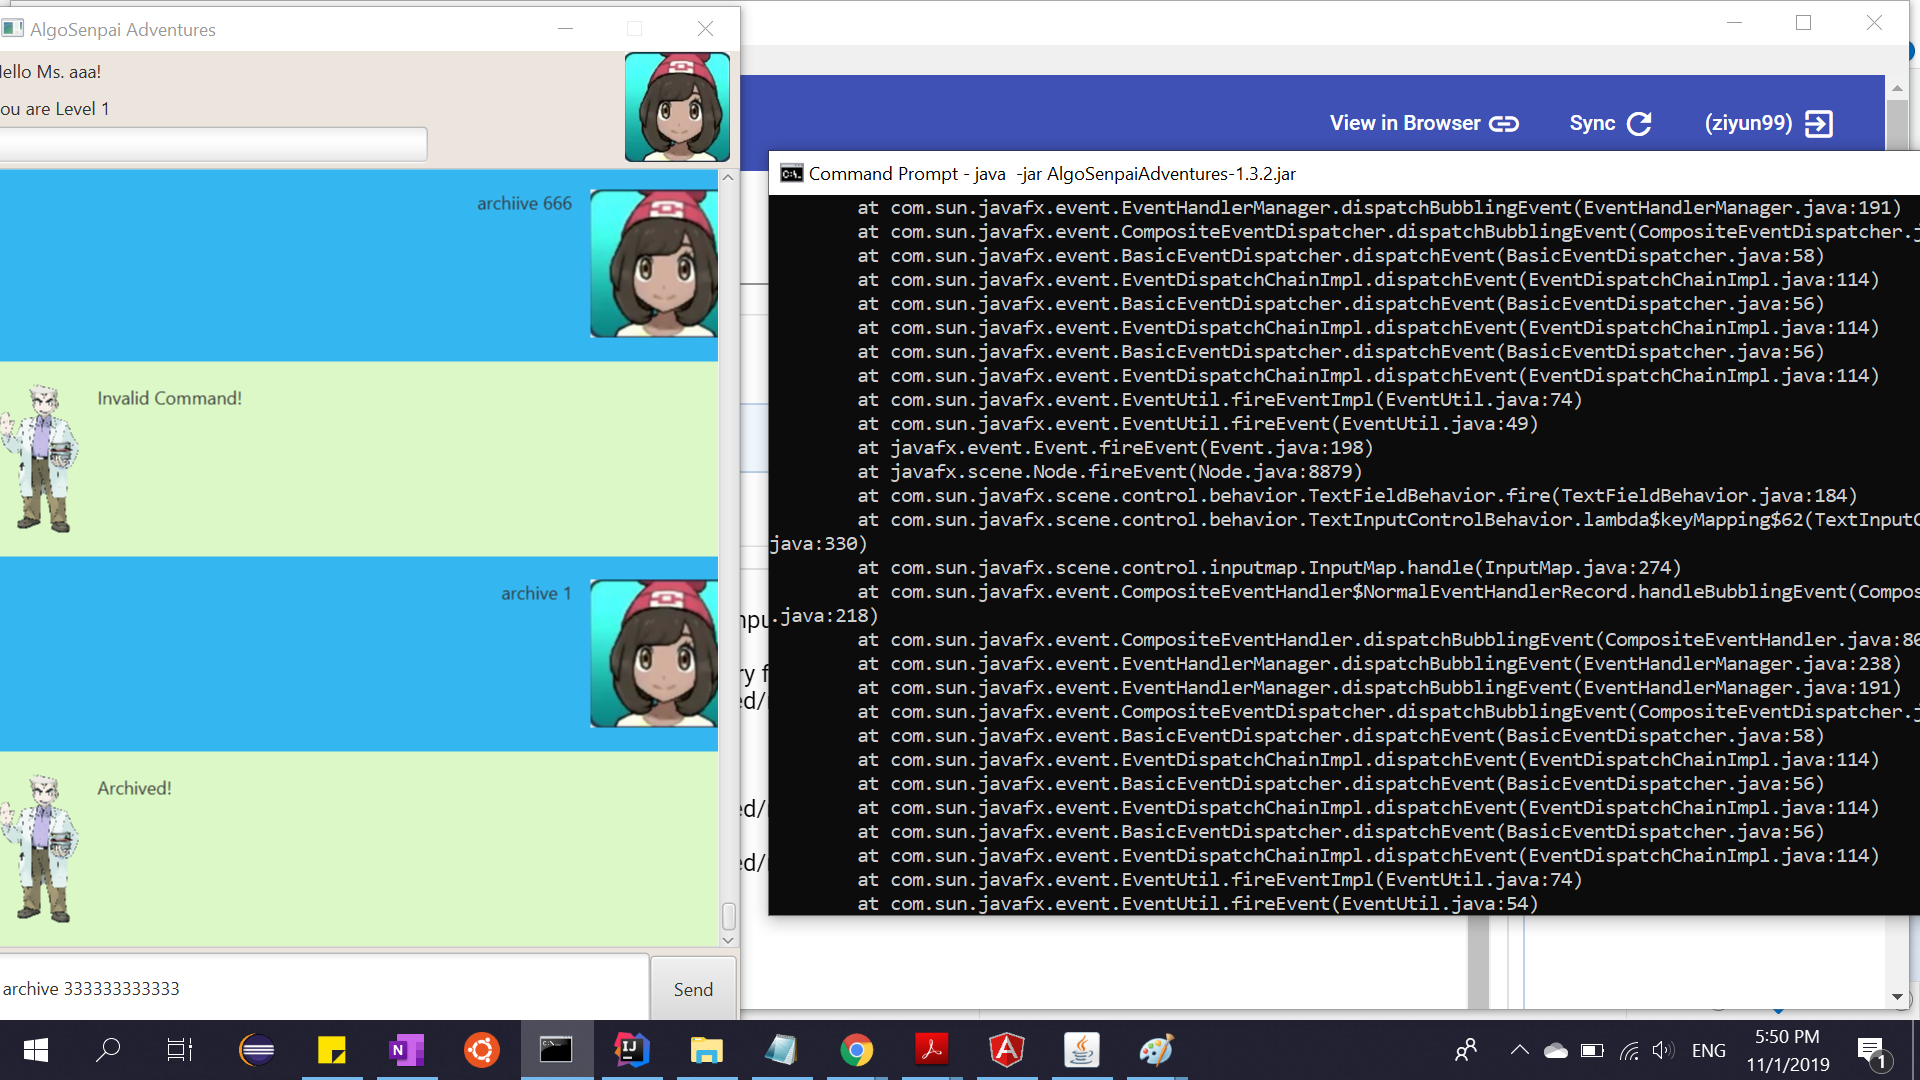 AlgoSenpai Adventures
ello Ms. aaa!
ou are Level 1
archiive 666
Invalid Command!
archive 1
Archived!
archive 333333333333
Send
View in Browser
Sync
(ziyun99)
ry f
ed/
ed/
ed/
Command Prompt - java -jar AlgoSenpaiAdventures-1.3.2.jar
at com.sun.javafx.event.EventHandlerManager.dispatchBubblingEvent(EventHandlerManager.java:191)
at com.sun.javafx.event.CompositeEventDispatcher.dispatchBubblingEvent(CompositeEventDispatcher.j
at com.sun.javafx.event.BasicEventDispatcher.dispatchEvent(BasicEventDispatcher.java:58)
at com.sun.javafx.event.EventDispatchChainImpl.dispatchEvent(EventDispatchChainImpl.java:114)
at com.sun.javafx.event.BasicEventDispatcher.dispatchEvent(BasicEventDispatcher.java:56)
at com.sun.javafx.event.EventDispatchChainImpl.dispatchEvent(EventDispatchChainImpl.java:114)
at com.sun.javafx.event.BasicEventDispatcher.dispatchEvent(BasicEventDispatcher.java:56)
at com.sun.javafx.event.EventDispatchChainImpl.dispatchEvent(EventDispatchChainImpl.java:114)
at com.sun.javafx.event.EventUtil.fireEventImpl(EventUtil.java:74)
at com.sun.javafx.event.EventUtil.fireEvent(EventUtil.java:49)
at javafx.event.Event.fireEvent(Event.java:198)
at javafx.scene.Node.fireEvent(Node.java:8879)
at com.sun.javafx.scene.control.behavior.TextFieldBehavior.fire(TextFieldBehavior.java:184)
at com.sun.javafx.scene.control.behavior.TextInputControlBehavior.lambda$keyMapping$62(TextInputC
java:330)
at com.sun.javafx.scene.control.inputmap.InputMap.handle(InputMap.java:274)
at com.sun.javafx.event.CompositeEventHandler$NormalEventHandlerRecord.handleBubblingEvent(Compos
.java:218)
at com.sun.javafx.event.CompositeEventHandler.dispatchBubblingEvent(CompositeEventHandler.java:80
at com.sun.javafx.event.EventHandlerManager.dispatchBubblingEvent(EventHandlerManager.java:238)
at com.sun.javafx.event.EventHandlerManager.dispatchBubblingEvent(EventHandlerManager.java:191)
at com.sun.javafx.event.CompositeEventDispatcher.dispatchBubblingEvent(CompositeEventDispatcher.j
at com.sun.javafx.event.BasicEventDispatcher.dispatchEvent(BasicEventDispatcher.java:58)
at com.sun.javafx.event.EventDispatchChainImpl.dispatchEvent(EventDispatchChainImpl.java:114)
at com.sun.javafx.event.BasicEventDispatcher.dispatchEvent(BasicEventDispatcher.java:56)
at com.sun.javafx.event.EventDispatchChainImpl.dispatchEvent(EventDispatchChainImpl.java:114)
at com.sun.javafx.event.BasicEventDispatcher.dispatchEvent(BasicEventDispatcher.java:56)
at com.sun.javafx.event.EventDispatchChainImpl.dispatchEvent(EventDispatchChainImpl.java:114)
at com.sun.javafx.event.EventUtil.fireEventImpl(EventUtil.java:74)
at com.sun.javafx.event.EventUtil.fireEvent(EventUtil.java:54)
ENG
5:50 PM
11/1/2019
1